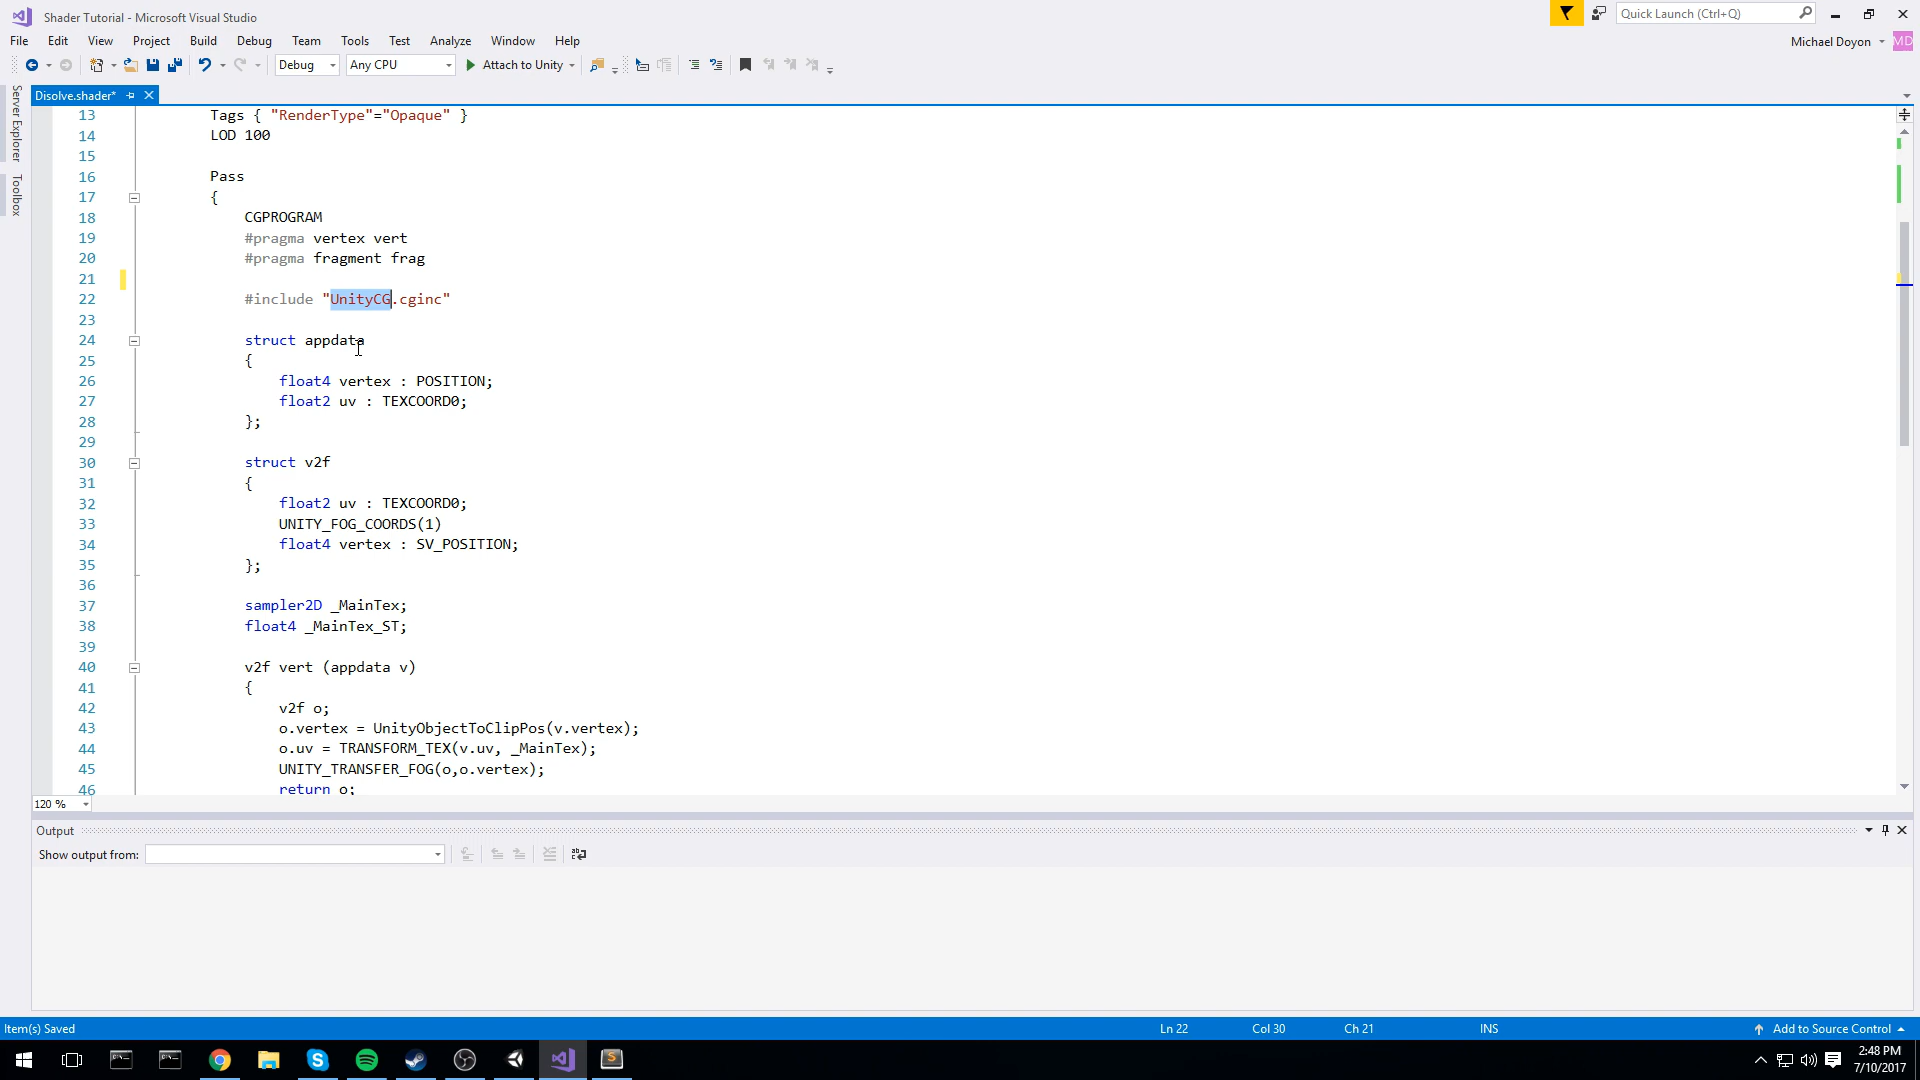 Shader Tutorial - Microsoft Visual Studio
Quick Launch (Ctrl+Q)
File Edit View Project Build Debug Team Tools Test Analyze Window Help
Michael Doyon MD
Debug Any CPU Attach to Unity
Disolve.shader*
Server Explorer
Toolbox
13 Tags { "RenderType"="Opaque" }
14 LOD 100
15
16 Pass
17 {
18 CGPROGRAM
19 #pragma vertex vert
20 #pragma fragment frag
21
22 #include "UnityCG.cginc"
23
24 struct appdata
25 {
26 float4 vertex : POSITION;
27 float2 uv : TEXCOORD0;
28 };
29
30 struct v2f
31 {
32 float2 uv : TEXCOORD0;
33 UNITY_FOG_COORDS(1)
34 float4 vertex : SV_POSITION;
35 };
36
37 sampler2D _MainTex;
38 float4 _MainTex_ST;
39
40 v2f vert (appdata v)
41 {
42 v2f o;
43 o.vertex = UnityObjectToClipPos(v.vertex);
44 o.uv = TRANSFORM_TEX(v.uv, _MainTex);
45 UNITY_TRANSFER_FOG(o,o.vertex);
46 return o;
120 %
Output
Show output from:
Item(s) Saved
Ln 22 Col 30 Ch 21 INS
Add to Source Control
2:48 PM
7/10/2017